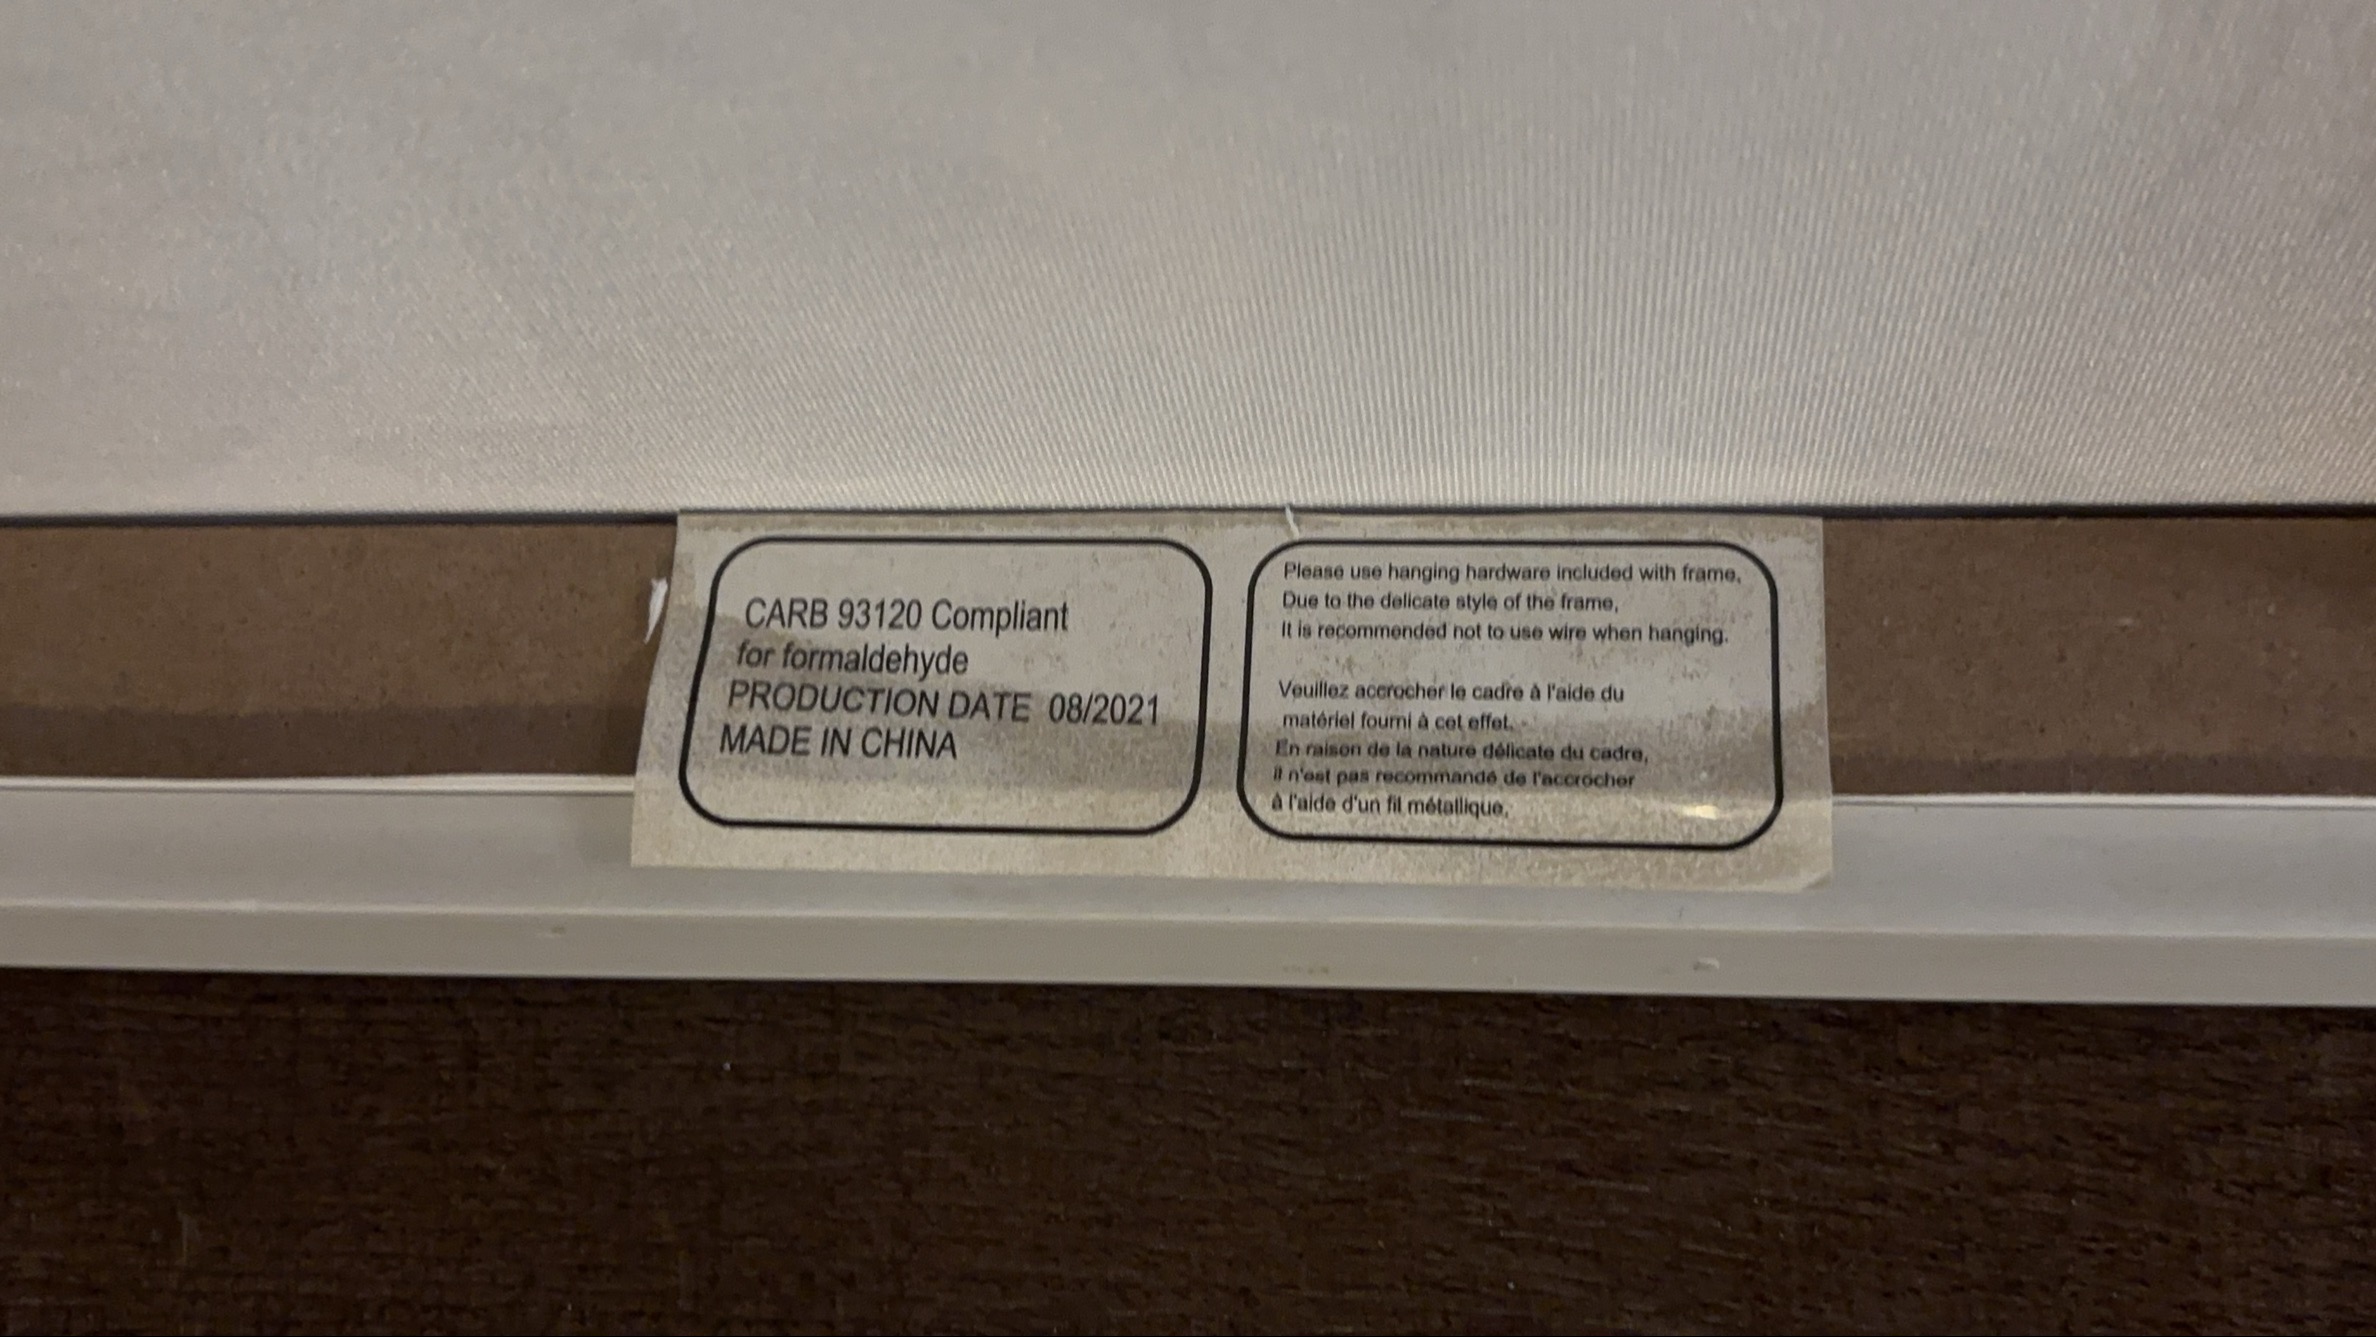 CARB 93120 Compliant
for formaldehyde
PRODUCTION DATE 08/2021
MADE IN CHINA
Please use hanging hardware included with frame,
Due to the delicate style of the frame,
It is recommended not to use wire when hanging.
Veuillez accrocher le cadre à l'aide du
matériel fourni à cet effet.
En raison de la nature délicate du cadre,
il n'est pas recommandé de l'accrocher
à l'aide d'un fil métallique,